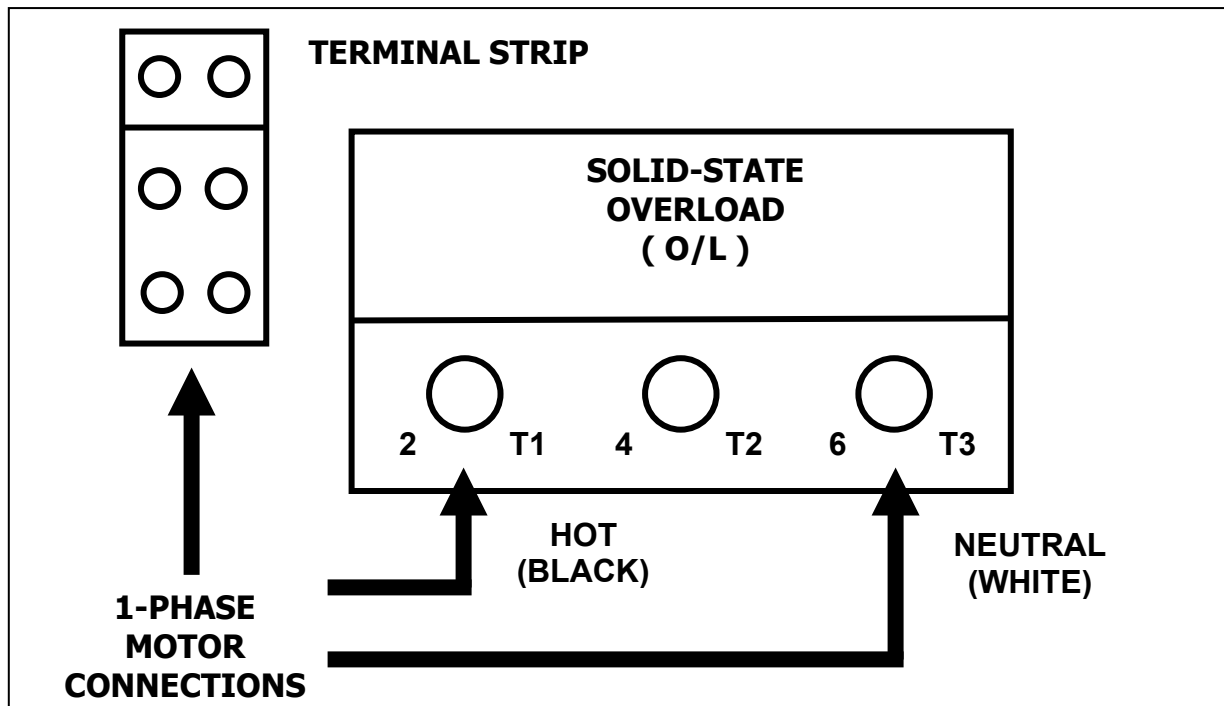 TERMINAL STRIP
SOLID-STATE
OVERLOAD
( O/L )
2 T1 4 T2 6 T3
HOT
(BLACK)
NEUTRAL
(WHITE)
1-PHASE
MOTOR
CONNECTIONS